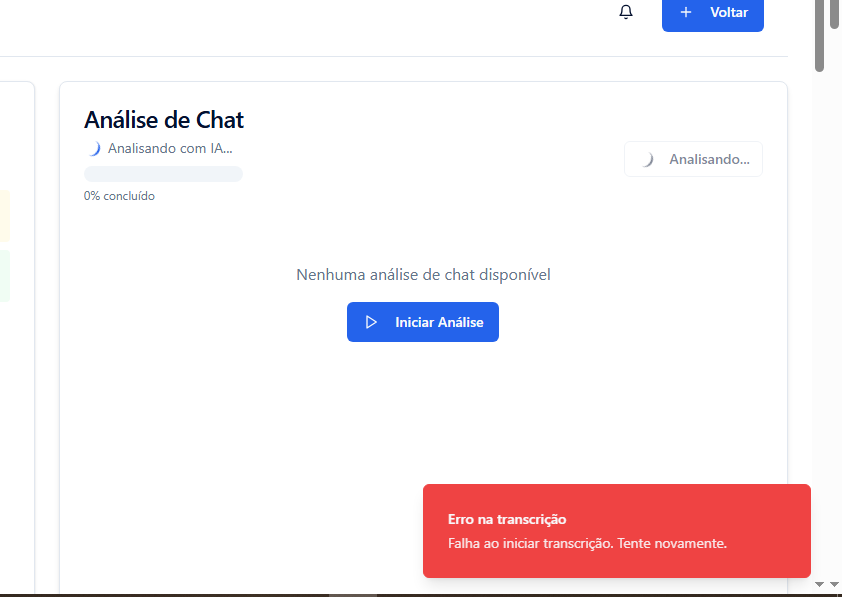 Voltar
Análise de Chat
Analisando com IA...
Analisando...
0% concluído
Nenhuma análise de chat disponível
Iniciar Análise
Erro na transcrição
Falha ao iniciar transcrição. Tente novamente.